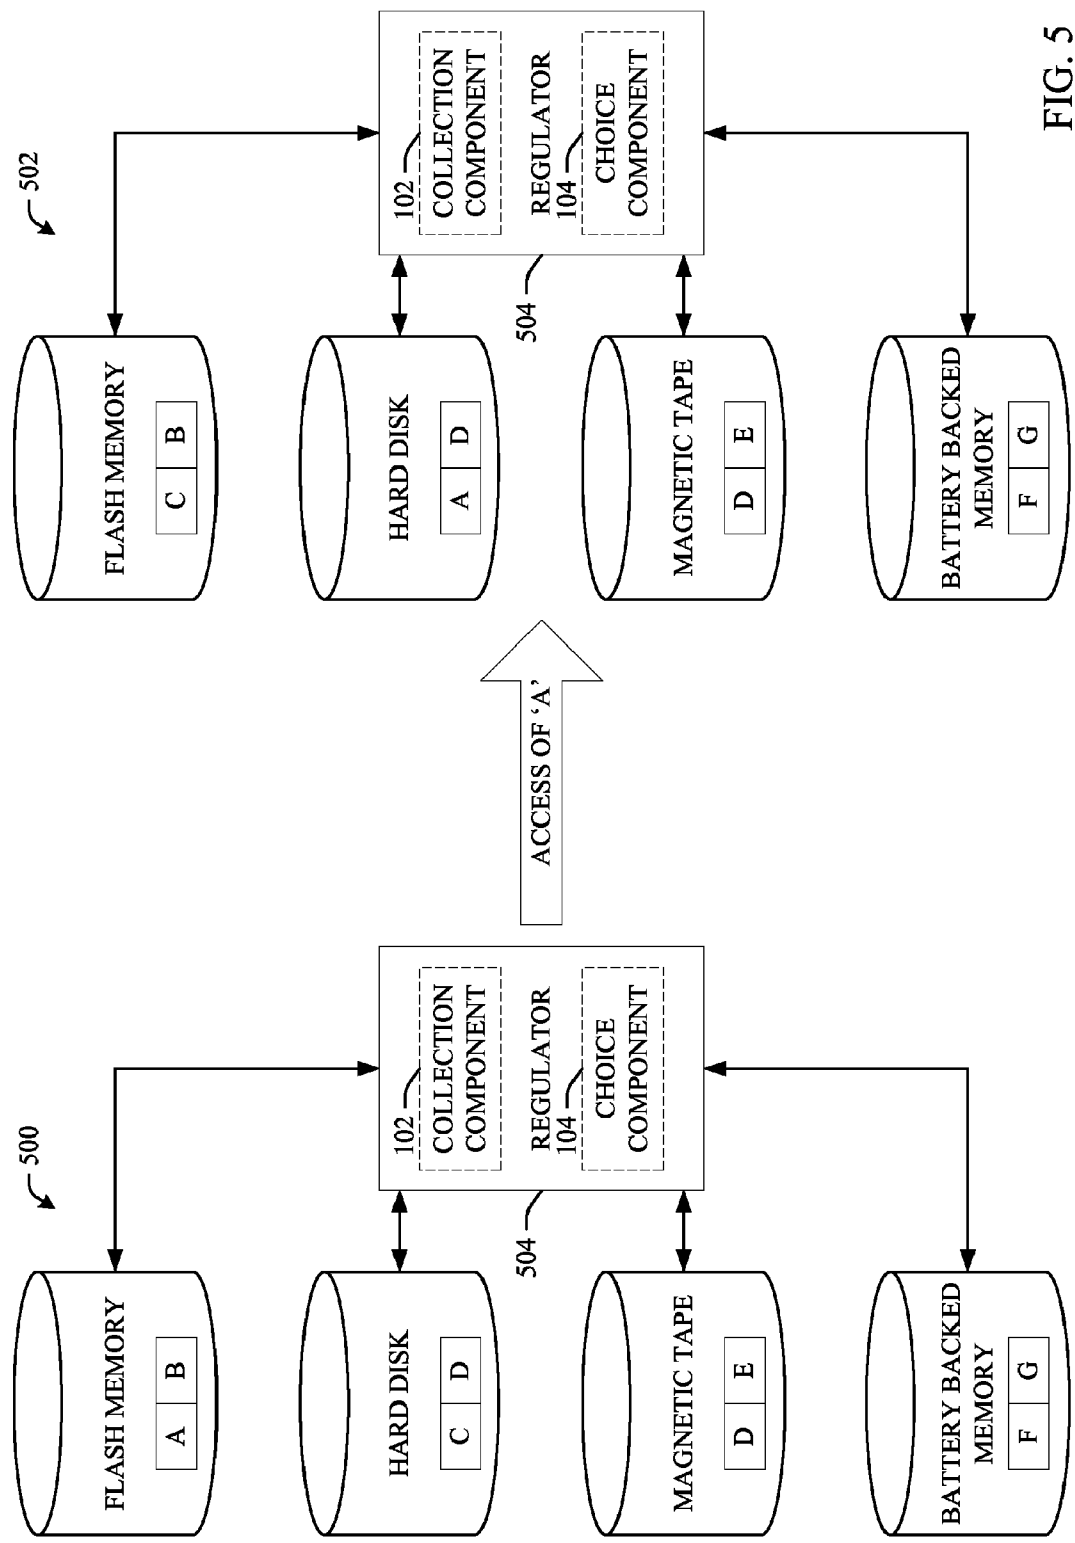 500
FLASH MEMORY
A B
HARD DISK
C D
MAGNETIC TAPE
D E
BATTERY BACKED
MEMORY
F G
504
102
COLLECTION
COMPONENT
REGULATOR
104
CHOICE
COMPONENT
ACCESS OF ‘A’
502
FLASH MEMORY
C B
HARD DISK
A D
MAGNETIC TAPE
D E
BATTERY BACKED
MEMORY
F G
504
102
COLLECTION
COMPONENT
REGULATOR
104
CHOICE
COMPONENT
FIG. 5